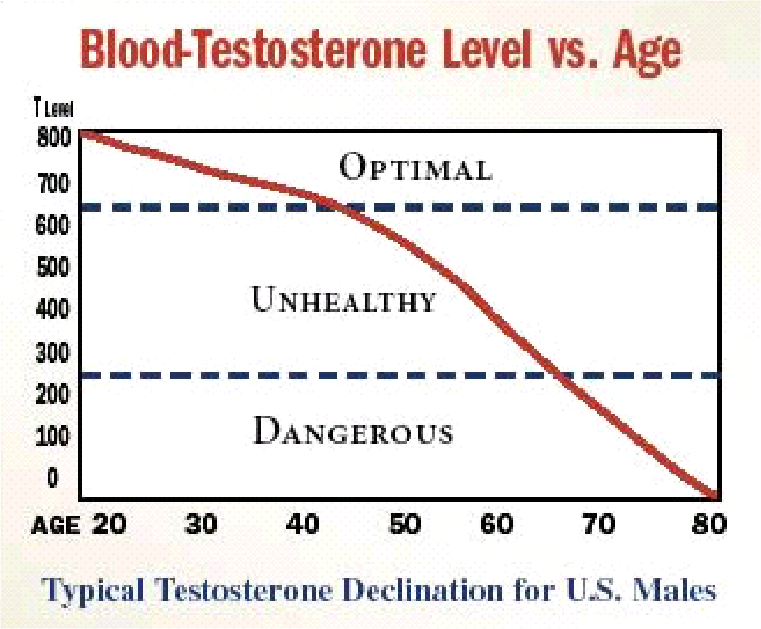 Blood-Testosterone Level vs. Age
T Level
800
OPTIMAL
700
600
500
UNHEALTHY
400
300
200
DANGEROUS
100
0
AGE 20 30 40 50 60 70 80
Typical Testosterone Declination for U.S. Males